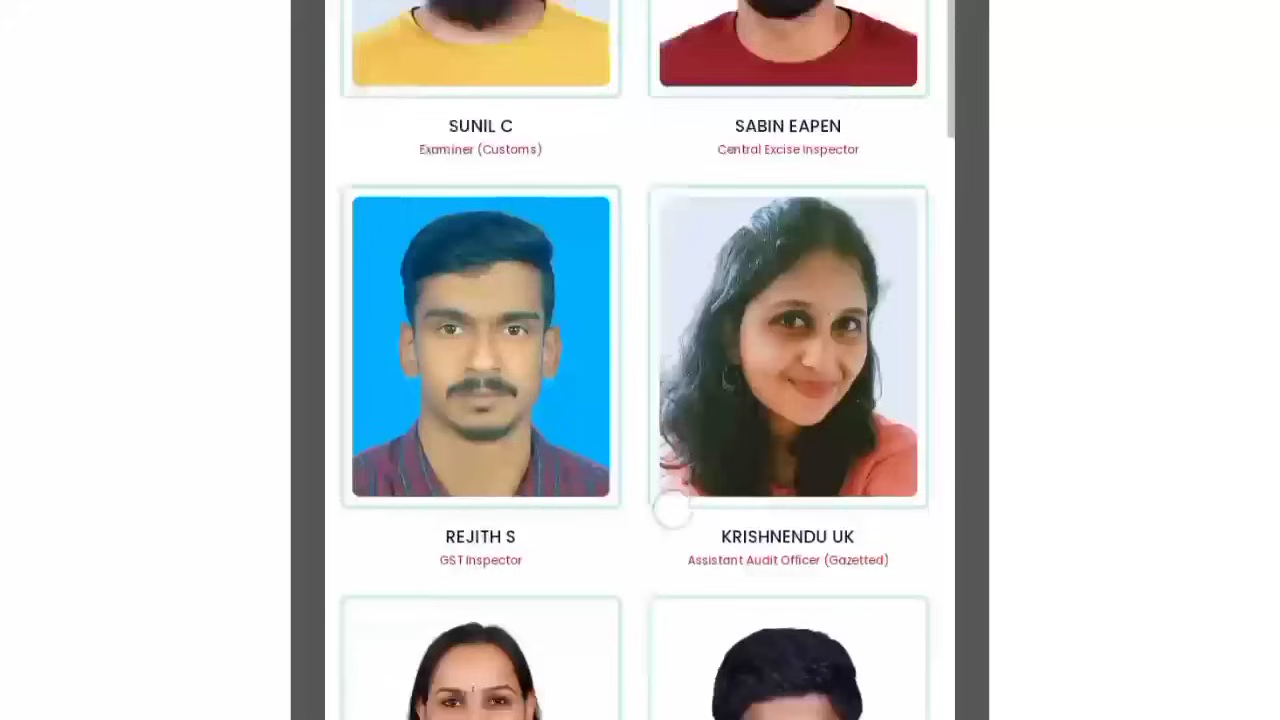 SUNIL C
SABIN EAPEN
Examiner (Customs)
Central Excise Inspector
REJITH S
KRISHNENDU UK
GST Inspector
Assistant Audit Officer (Gazetted)